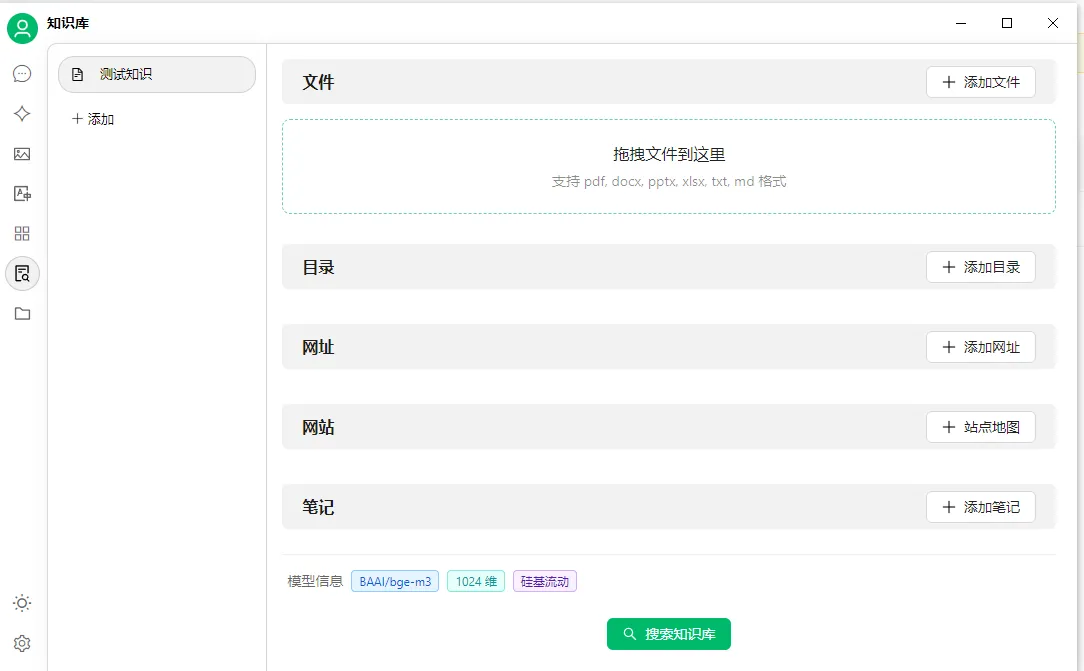 知识库
测试知识
添加
文件
添加文件
拖拽文件到这里
支持 pdf, docx, pptx, xlsx, txt, md 格式
目录
添加目录
网址
添加网址
网站
站点地图
笔记
添加笔记
模型信息 BAAI/bge-m3 1024 维 硅基流动
搜索知识库